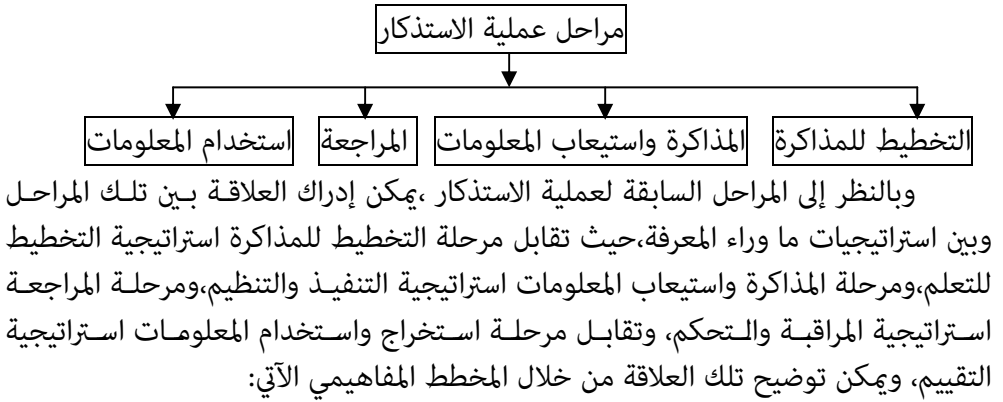 مراحل عملية الاستذكار
التخطيط للمذاكرة المذاكرة واستيعاب المعلومات المراجعة استخدام المعلومات
وبالنظر إلى المراحل السابقة لعملية الاستذكار ،يمكن إدراك العلاقة بين تلك المراحل
وبين استراتيجيات ما وراء المعرفة،حيث تقابل مرحلة التخطيط للمذاكرة استراتيجية التخطيط
للتعلم،ومرحلة المذاكرة واستيعاب المعلومات استراتيجية التنفيذ والتنظيم،ومرحلة المراجعة
استراتيجية المراقبة والتحكم، وتقابل مرحلة استخراج واستخدام المعلومات استراتيجية
التقييم، ويمكن توضيح تلك العلاقة من خلال المخطط المفاهيمي الآتي: